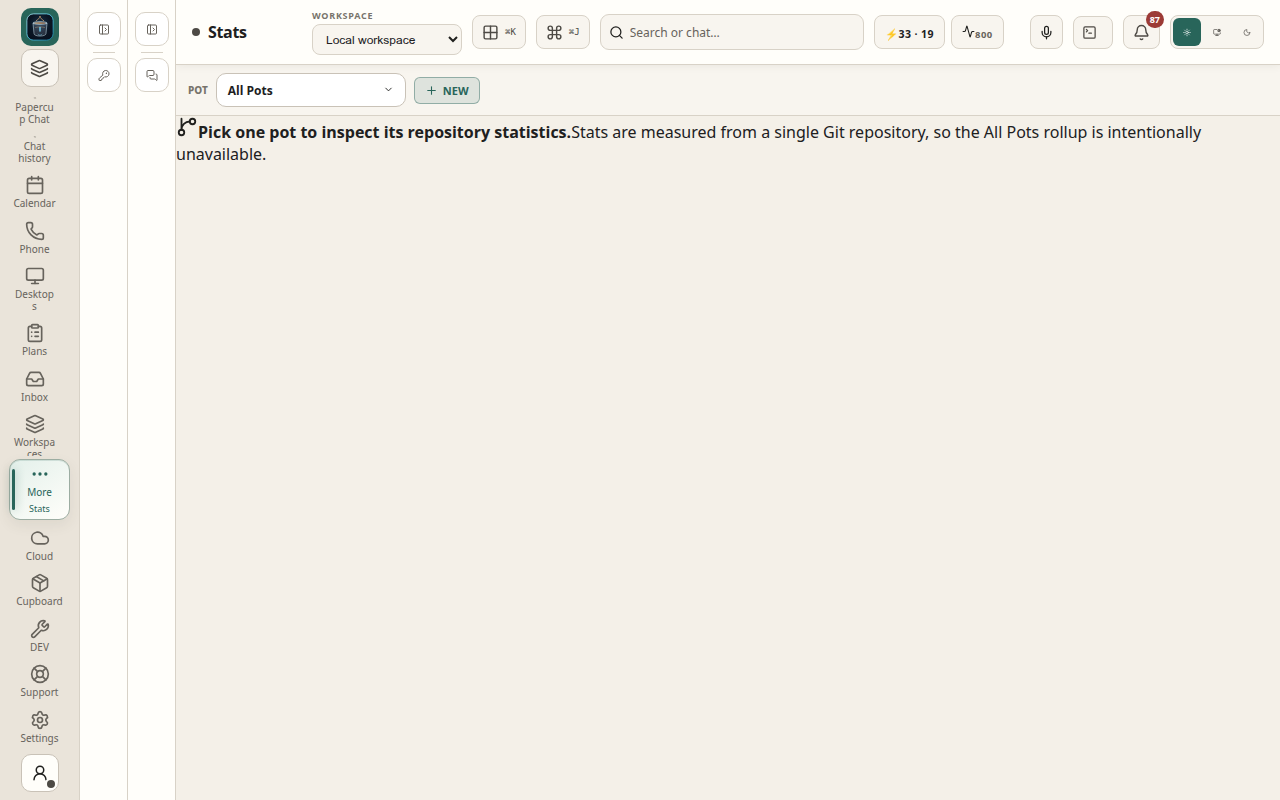 Stats
WORKSPACE
Local workspace
⌘K
⌘J
Search or chat...
⚡33 · 19
800
87
Papercu
p Chat
Chat
history
Calendar
Phone
Desktop
s
Plans
Inbox
Workspa
ces
More
Stats
Cloud
Cupboard
DEV
Support
Settings
POT
All Pots
NEW
Pick one pot to inspect its repository statistics.Stats are measured from a single Git repository, so the All Pots rollup is intentionally
unavailable.